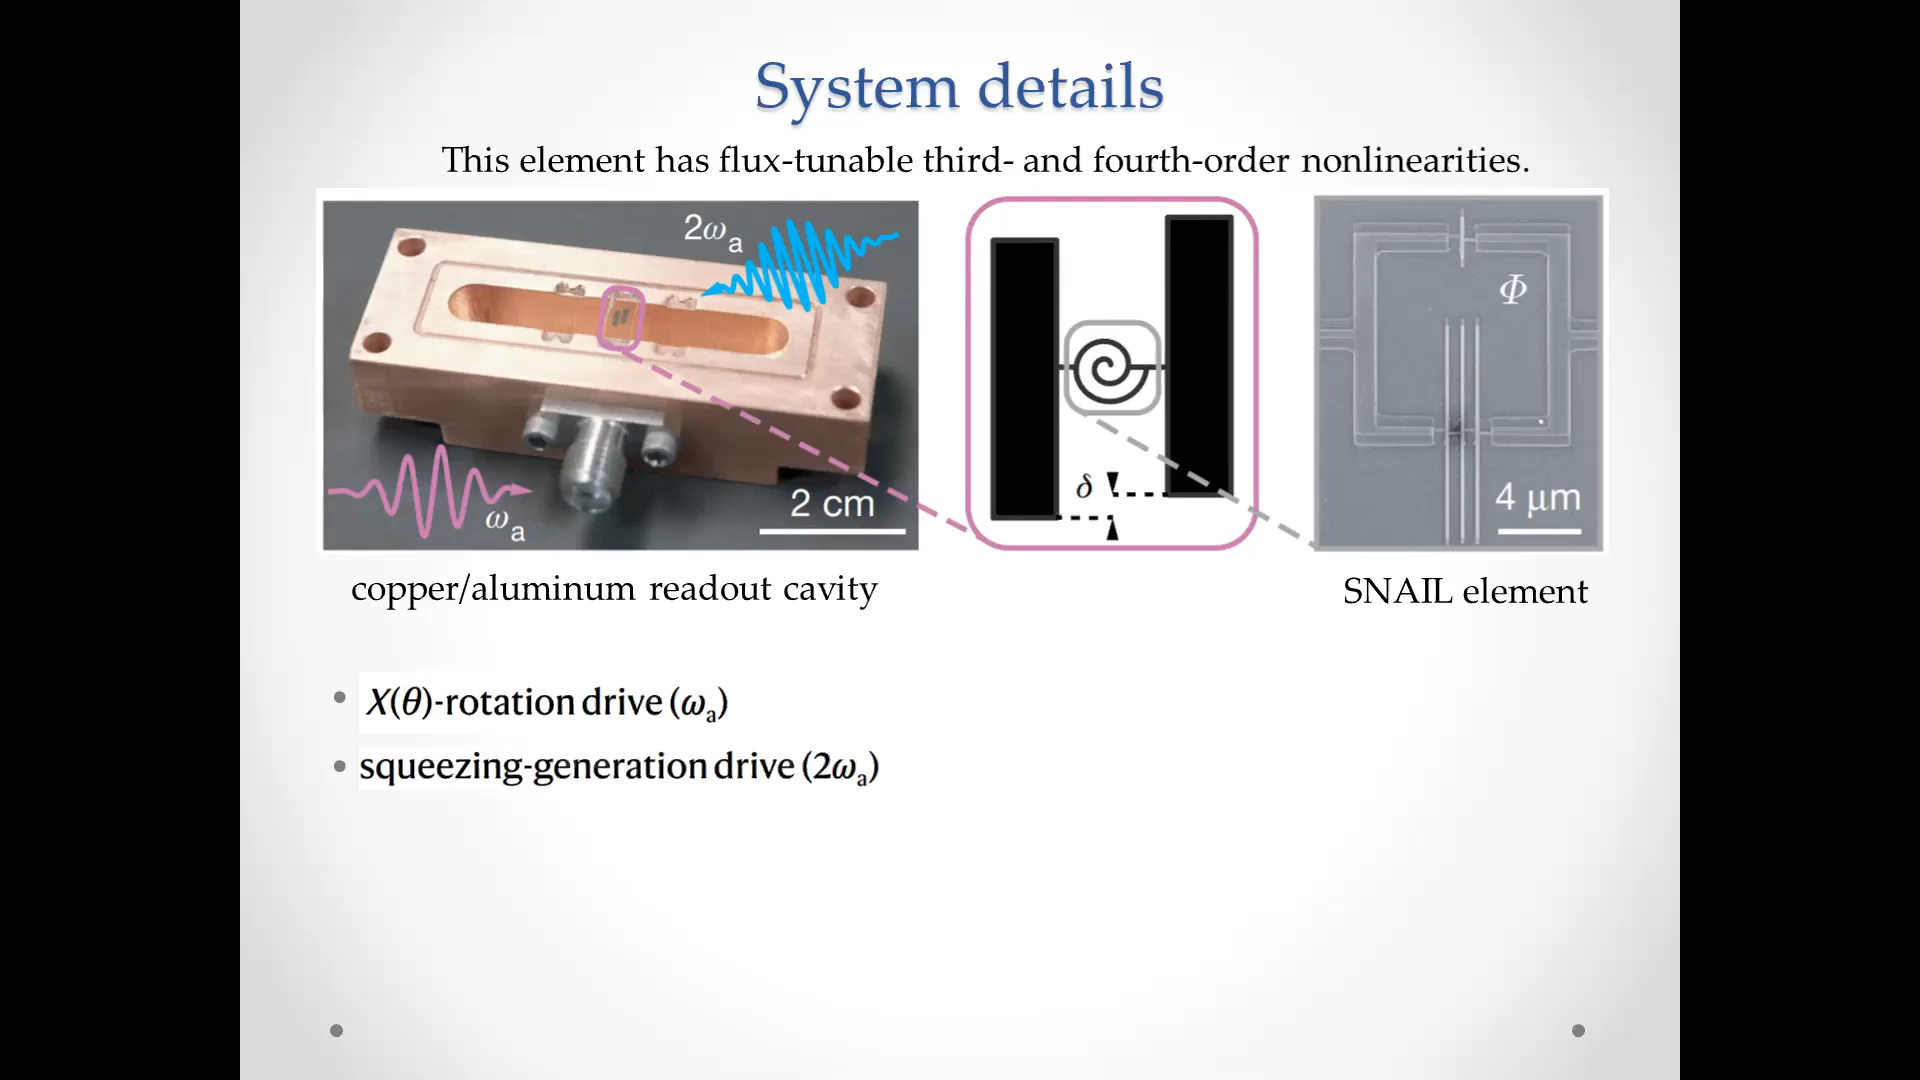 System details
This element has flux-tunable third- and fourth-order nonlinearities.
2ωa
ωa
2 cm
δ
Φ
4 μm
copper/aluminum readout cavity
SNAIL element
• X(θ)-rotation drive (ωa)
• squeezing-generation drive (2ωa)